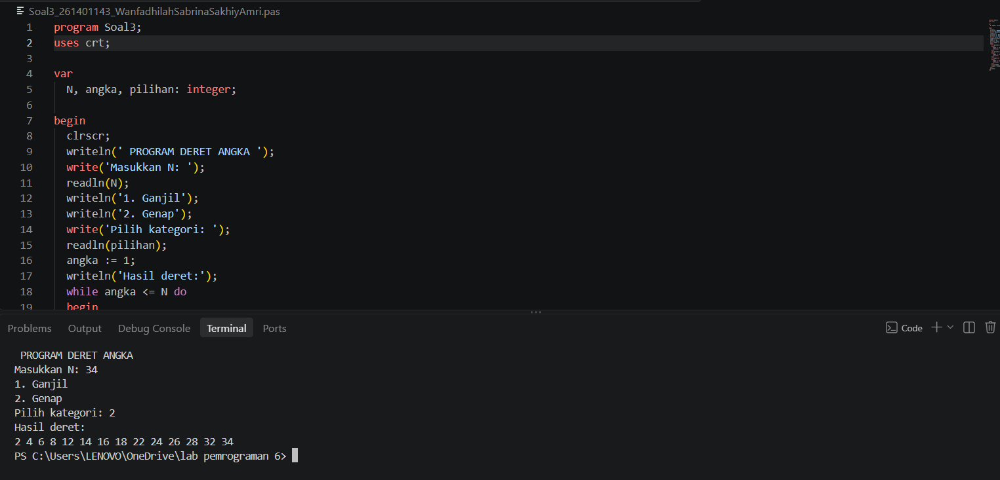 Soal3_261401143_WanfadhilahSabrinaSakhiyAmri.pas
1 program Soal3;
2 uses crt;
3
4 var
5 N, angka, pilihan: integer;
6
7 begin
8 clrscr;
9 writeln(' PROGRAM DERET ANGKA ');
10 write('Masukkan N: ');
11 readln(N);
12 writeln('1. Ganjil');
13 writeln('2. Genap');
14 write('Pilih kategori: ');
15 readln(pilihan);
16 angka := 1;
17 writeln('Hasil deret:');
18 while angka <= N do
19 begin
Problems Output Debug Console Terminal Ports Code
PROGRAM DERET ANGKA
Masukkan N: 34
1. Ganjil
2. Genap
Pilih kategori: 2
Hasil deret:
2 4 6 8 12 14 16 18 22 24 26 28 32 34
PS C:\Users\LENOVO\OneDrive\lab pemrograman 6>